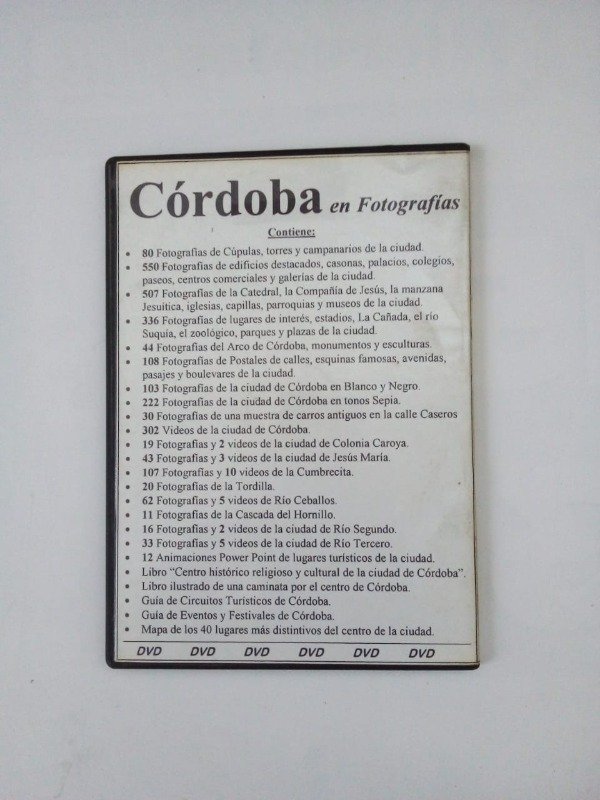 Córdoba en Fotografías
Contiene:
• 80 Fotografías de Cúpulas, torres y campanarios de la ciudad.
• 550 Fotografías de edificios destacados, casonas, palacios, colegios,
paseos, centros comerciales y galerías de la ciudad.
• 507 Fotografías de la Catedral, la Compañía de Jesús, la manzana
Jesuítica, iglesias, capillas, parroquias y museos de la ciudad.
• 336 Fotografías de lugares de interés, estadios, La Cañada, el río
Suquía, el zoológico, parques y plazas de la ciudad.
• 44 Fotografías del Arco de Córdoba, monumentos y esculturas.
• 108 Fotografías de Postales de calles, esquinas famosas, avenidas,
pasajes y boulevares de la ciudad.
• 103 Fotografías de la ciudad de Córdoba en Blanco y Negro.
• 222 Fotografías de la ciudad de Córdoba en tonos Sepia.
• 30 Fotografías de una muestra de carros antiguos en la calle Caseros
• 302 Videos de la ciudad de Córdoba.
• 19 Fotografías y 2 videos de la ciudad de Colonia Caroya.
• 43 Fotografías y 3 videos de la ciudad de Jesús María.
• 107 Fotografías y 10 videos de la Cumbrecita.
• 20 Fotografías de la Tordilla.
• 62 Fotografías y 5 videos de Río Ceballos.
• 11 Fotografías de la Cascada del Hornillo.
• 16 Fotografías y 2 videos de la ciudad de Río Segundo.
• 33 Fotografías y 5 videos de Río Tercero.
• 12 Animaciones Power Point de lugares turísticos de la ciudad.
• Libro “Centro histórico religioso y cultural de la ciudad de Córdoba”.
• Libro ilustrado de una caminata por el centro de Córdoba.
• Guía de Circuitos Turísticos de Córdoba.
• Guía de Eventos y Festivales de Córdoba.
• Mapa de los 40 lugares más distintivos del centro de la ciudad.
DVD DVD DVD DVD DVD DVD